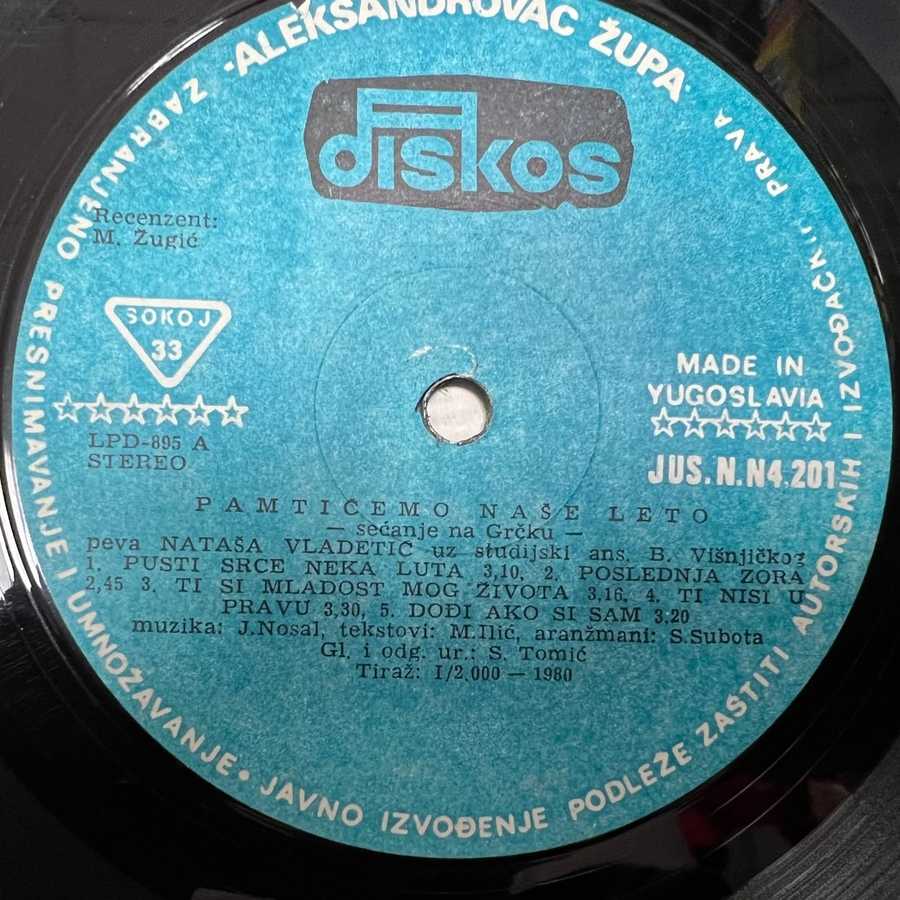 ALEKSANDROVAC ŽUPA
diskos
Recenzent:
M. Žugić
SOKOJ
33
MADE IN
YUGOSLAVIA
LPD-895 A
STEREO
JUS.N.N4.201
PAMTIĆEMO NAŠE LETO
— sećanje na Grčku —
peva NATAŠA VLADETIĆ uz studijski ans. B. Višnjičkog
1. PUSTI SRCE NEKA LUTA 3,10, 2. POSLEDNJA ZORA
2,45 3. TI SI MLADOST MOG ŽIVOTA 3,16, 4. TI NISI U
PRAVU 3,30, 5. DOĐI AKO SI SAM 3,20
muzika: J.Nosal, tekstovi: M.Ilić, aranžmani: S.Subota
Gl. i odg. ur.: S. Tomić
Tiraž: I/2.000 — 1980
ZABRANJENO PRESNIMAVANJE I UMNOŽAVANJE • JAVNO IZVOĐENJE PODLEŽE ZAŠTITI AUTORSKIH I PRAVA